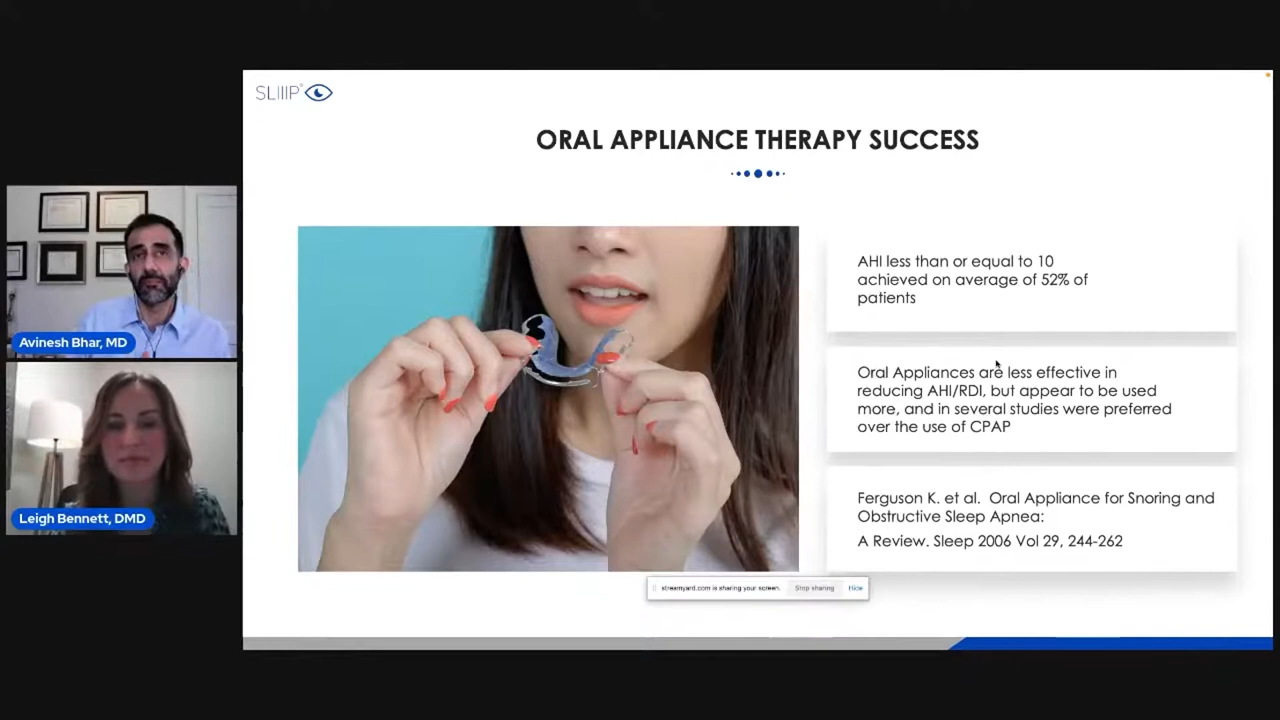 SLIIIP®
ORAL APPLIANCE THERAPY SUCCESS
AHI less than or equal to 10
achieved on average of 52% of
patients
Oral Appliances are less effective in
reducing AHI/RDI, but appear to be used
more, and in several studies were preferred
over the use of CPAP
Ferguson K. et al.  Oral Appliance for Snoring and
Obstructive Sleep Apnea:
A Review. Sleep 2006 Vol 29, 244-262
Avinesh Bhar, MD
Leigh Bennett, DMD
streamyard.com is sharing your screen.
Stop sharing
Hide